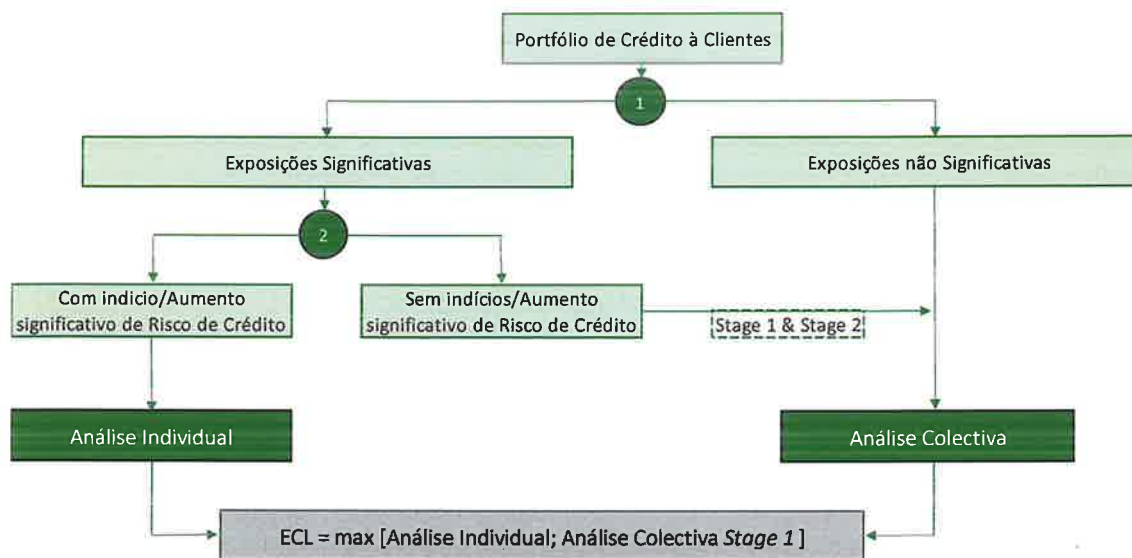 Portfólio de Crédito à Clientes
1
Exposições Significativas
Exposições não Significativas
2
Com indicio/Aumento
significativo de Risco de Crédito
Sem indícios/Aumento
significativo de Risco de Crédito
Stage 1 & Stage 2
Análise Individual
Análise Colectiva
ECL = max [Análise Individual; Análise Colectiva Stage 1 ]